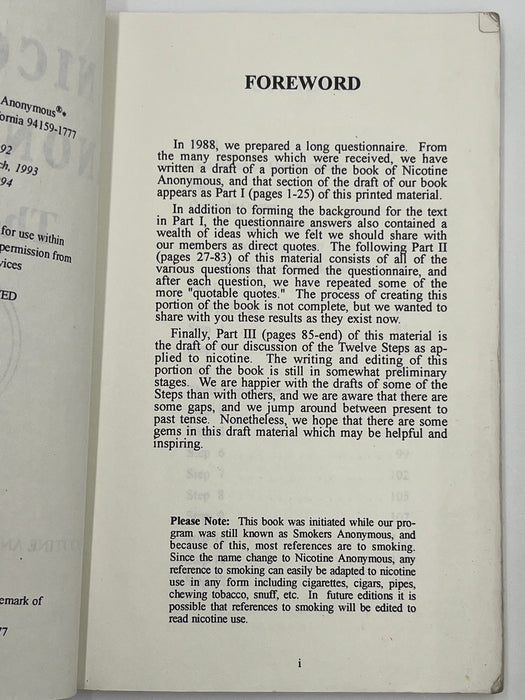 Anonymous®.
ornia 94159-1777
92
ch, 1993
94
for use within
permission from
vices
ED
emark of
77
FOREWORD
In 1988, we prepared a long questionnaire. From
the many responses which were received, we have
written a draft of a portion of the book of Nicotine
Anonymous, and that section of the draft of our book
appears as Part I (pages 1-25) of this printed material.
In addition to forming the background for the text
in Part I, the questionnaire answers also contained a
wealth of ideas which we felt we should share with
our members as direct quotes. The following Part II
(pages 27-83) of this material consists of all of the
various questions that formed the questionnaire, and
after each question, we have repeated some of the
more "quotable quotes." The process of creating this
portion of the book is not complete, but we wanted to
share with you these results as they exist now.
Finally, Part III (pages 85-end) of this material is
the draft of our discussion of the Twelve Steps as ap-
plied to nicotine. The writing and editing of this
portion of the book is still in somewhat preliminary
stages. We are happier with the drafts of some of the
Steps than with others, and we are aware that there are
some gaps, and we jump around between present to
past tense. Nonetheless, we hope that there are some
gems in this draft material which may be helpful and
inspiring.
Step 6 99
Step 7 102
Step 8 105
Please Note: This book was initiated while our pro-
gram was still known as Smokers Anonymous, and
because of this, most references are to smoking.
Since the name change to Nicotine Anonymous, any
reference to smoking can easily be adapted to nicotine
use in any form including cigarettes, cigars, pipes,
chewing tobacco, snuff, etc. In future editions it is
possible that references to smoking will be edited to
read nicotine use.
i